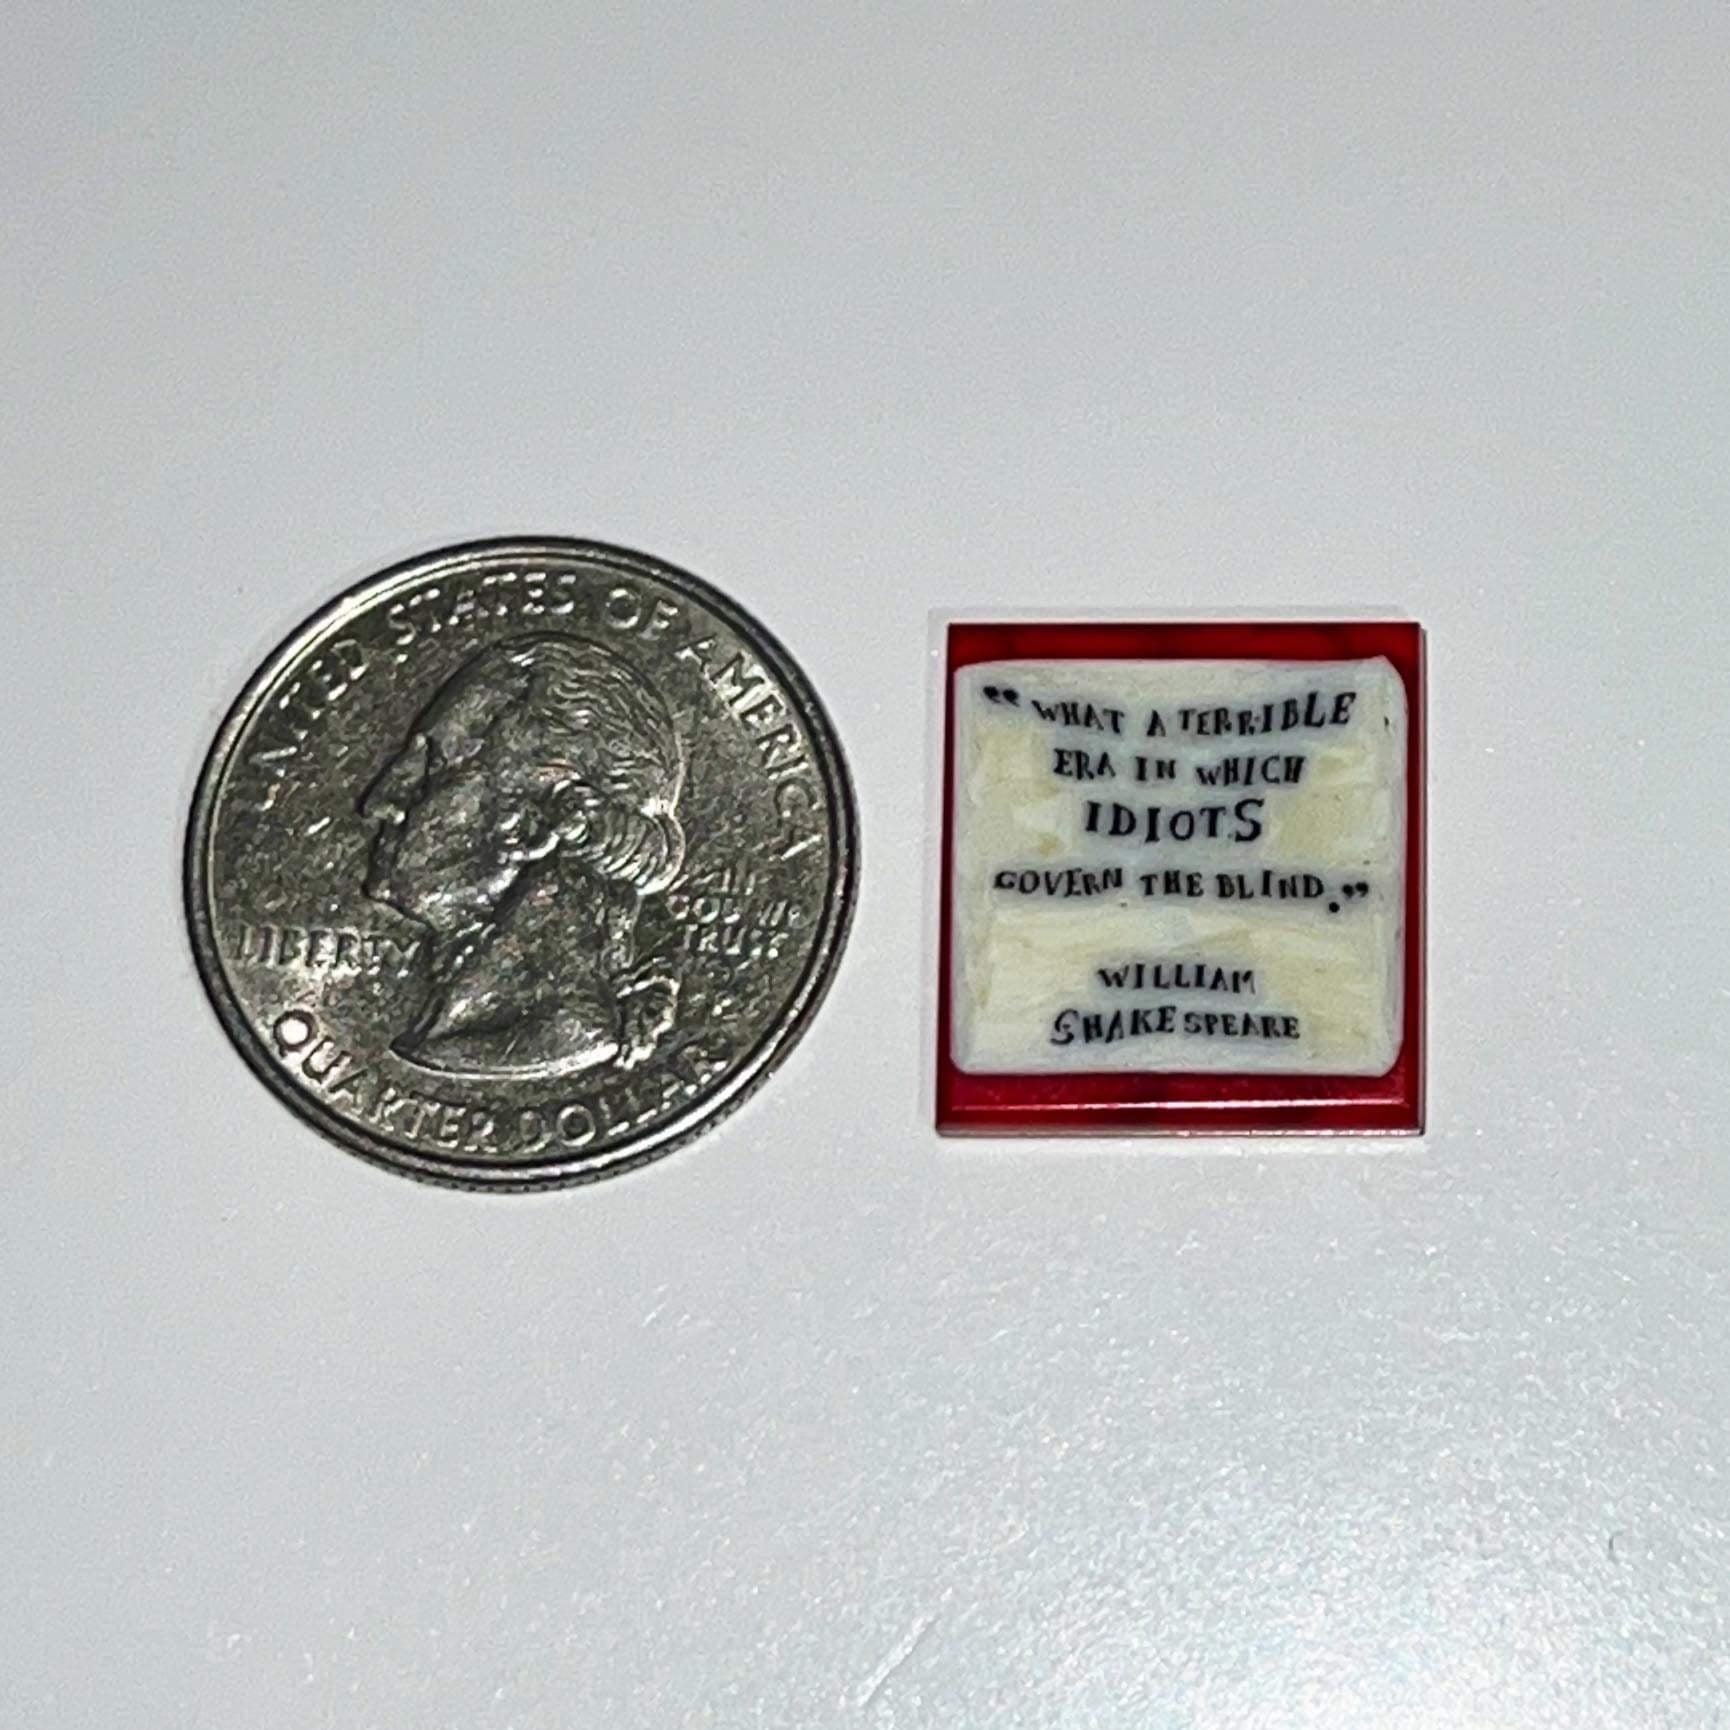 UNITED STATES OF AMERICA
LIBERTY
IN
GOD WE
TRUST
QUARTER DOLLAR
“WHAT A TERRIBLE
ERA IN WHICH
IDIOTS
GOVERN THE BLIND.”
WILLIAM
SHAKESPEARE